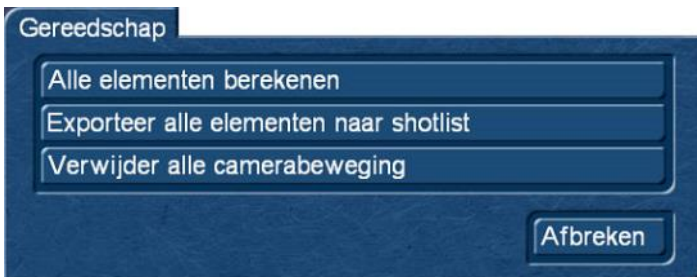 Gereedschap
Alle elementen berekenen
Exporteer alle elementen naar shotlist
Verwijder alle camerabeweging
Afbreken